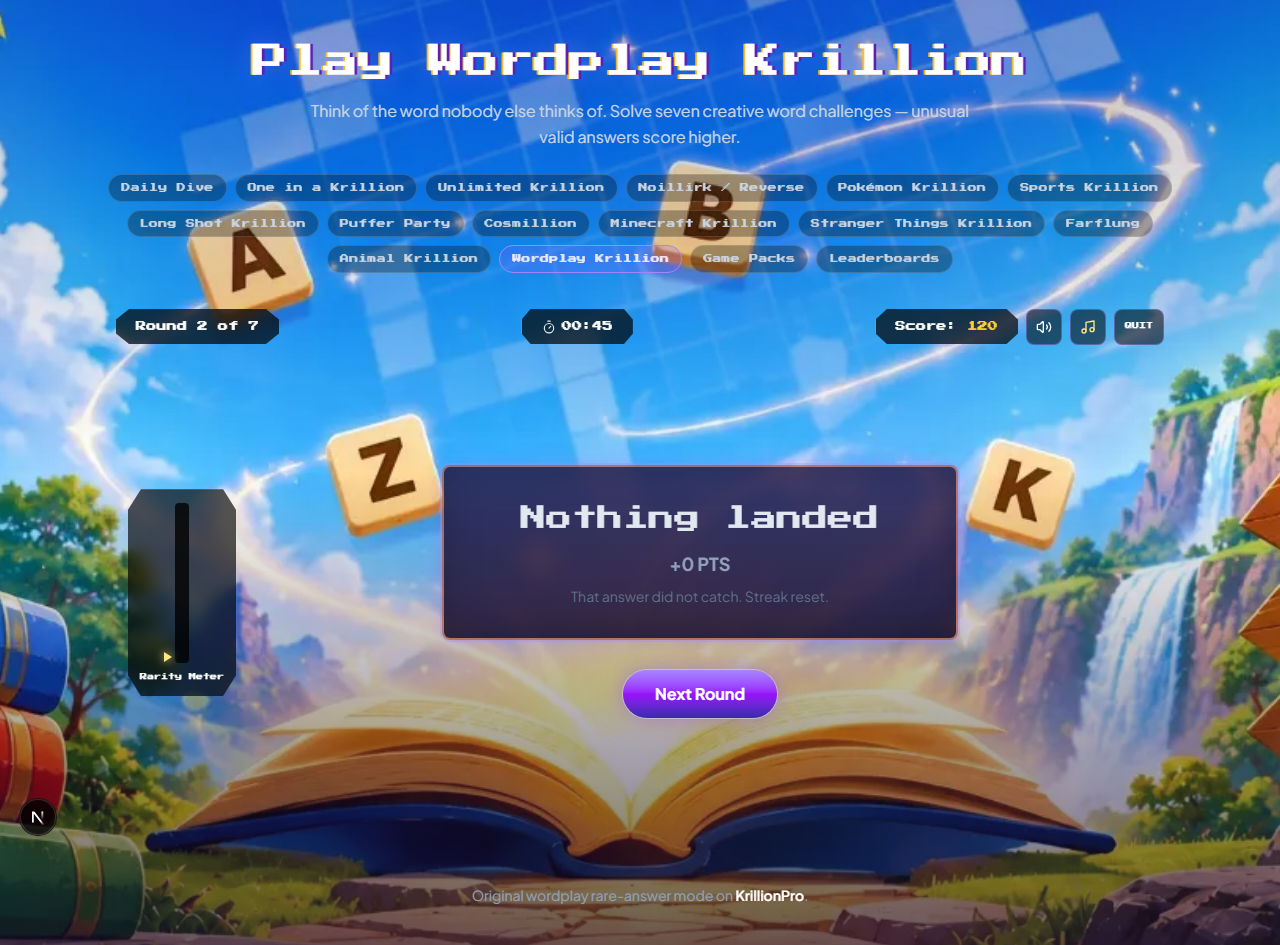 Play Wordplay Krillion
Think of the word nobody else thinks of. Solve seven creative word challenges — unusual
valid answers score higher.
Daily Dive One in a Krillion Unlimited Krillion Noillirk / Reverse Pokémon Krillion Sports Krillion
Long Shot Krillion Puffer Party Cosmillion Minecraft Krillion Stranger Things Krillion Farflung
Animal Krillion Wordplay Krillion Game Packs Leaderboards
A
B
Round 2 of 7 00:45 Score: 120 QUIT
Z
K
Nothing landed
+0 PTS
That answer did not catch. Streak reset.
Rarity Meter
Next Round
N
Original wordplay rare-answer mode on KrillionPro.